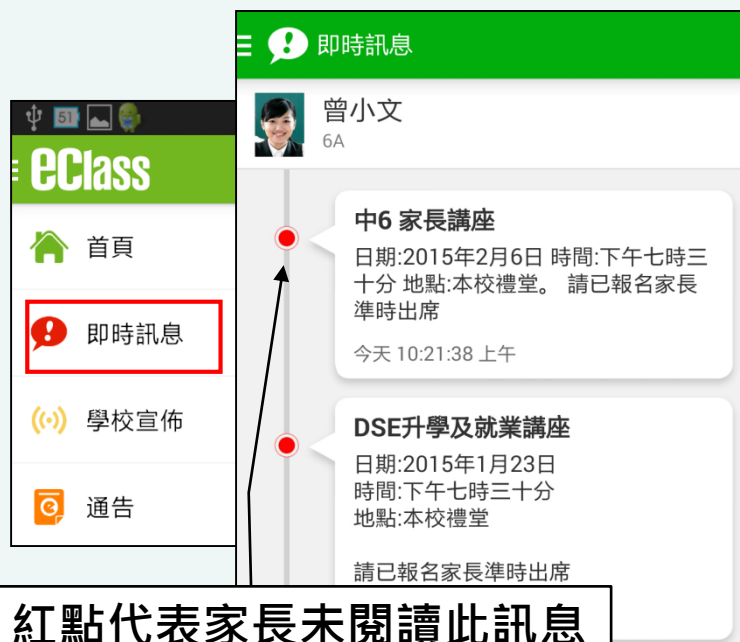 即時訊息
曾小文
6A
51
eClass
首頁
即時訊息
學校宣佈
通告
中6 家長講座
日期:2015年2月6日 時間:下午七時三
十分 地點:本校禮堂。 請已報名家長
準時出席
今天 10:21:38 上午
DSE升學及就業講座
日期:2015年1月23日
時間:下午七時三十分
地點:本校禮堂
請已報名家長準時出席
紅點代表家長未閱讀此訊息